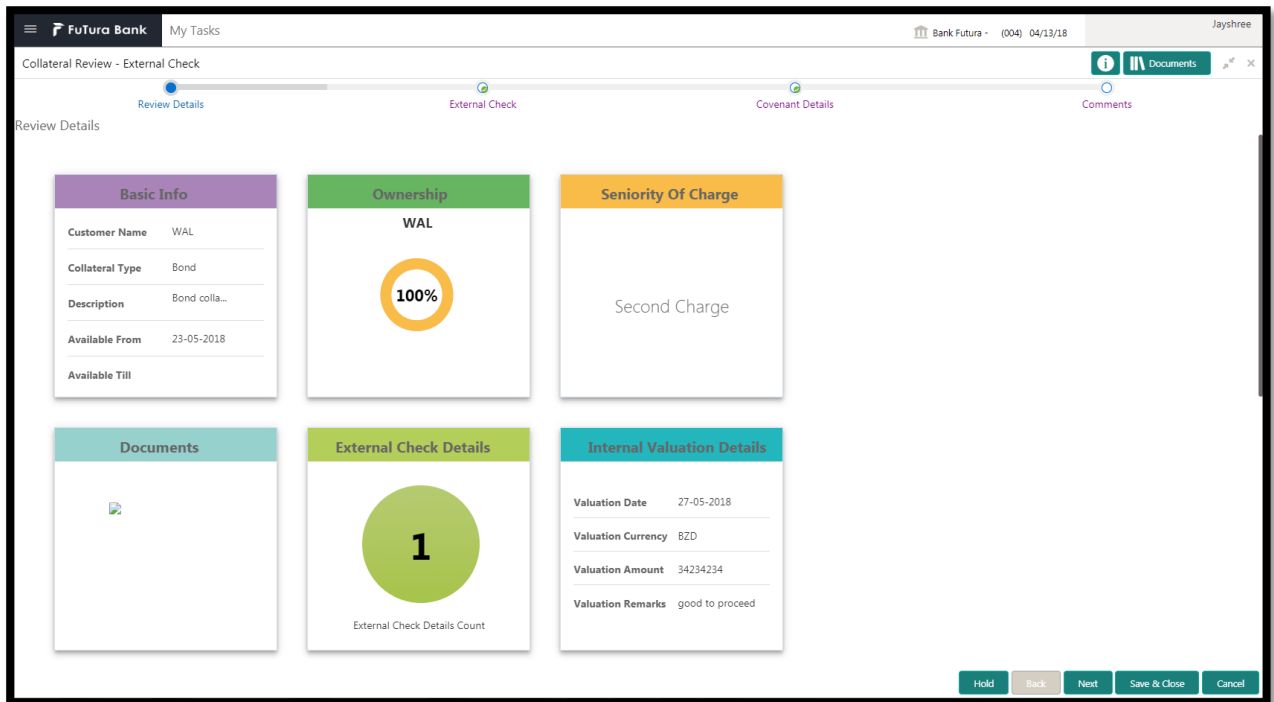 FuTura Bank My Tasks Bank Futura - (004) 04/13/18 Jayshree
Collateral Review - External Check i Documents
Review Details External Check Covenant Details Comments
Review Details
Basic Info
Customer Name WAL
Collateral Type Bond
Description Bond colla...
Available From 23-05-2018
Available Till
Ownership
WAL
100%
Seniority Of Charge
Second Charge
Documents
External Check Details
1
External Check Details Count
Internal Valuation Details
Valuation Date 27-05-2018
Valuation Currency BZD
Valuation Amount 34234234
Valuation Remarks good to proceed
Hold Back Next Save & Close Cancel